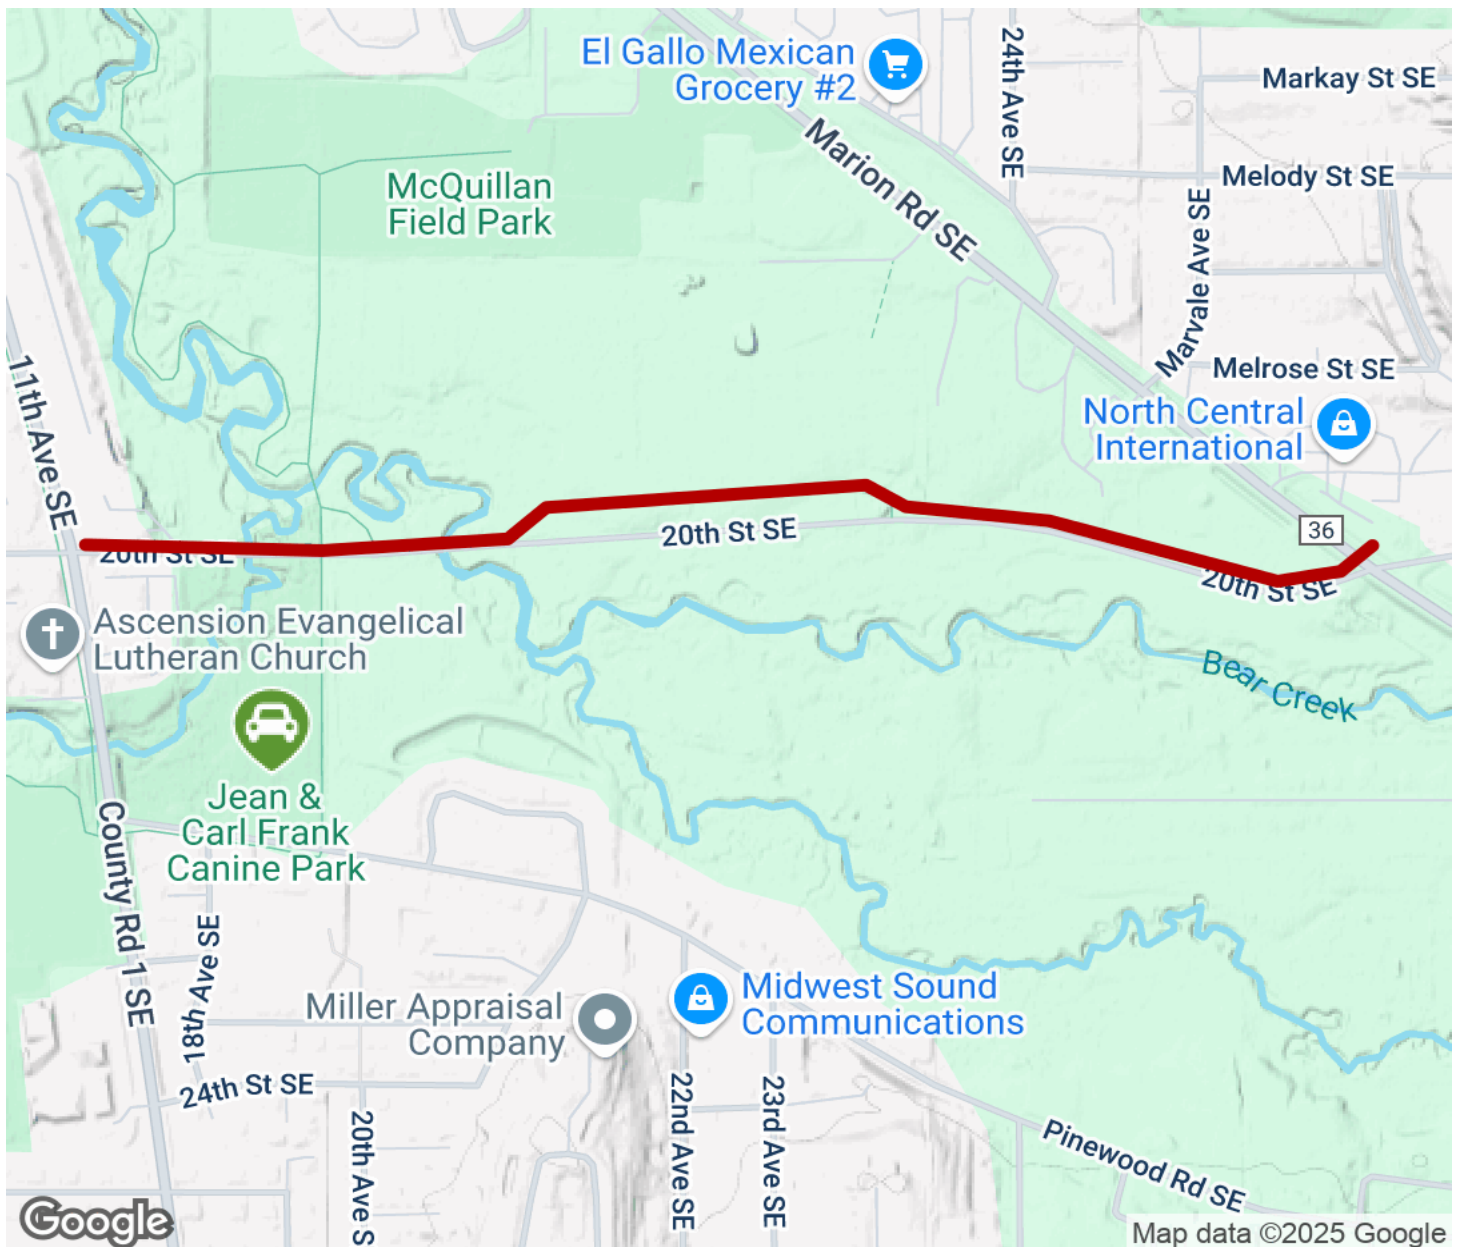 El Gallo Mexican
Grocery #2
24th Ave SE
Markay St SE
Marion Rd SE
McQuillan
Field Park
Melody St SE
Marvale Ave SE
11th Ave SE
Melrose St SE
North Central
International
36
20th St SE
20th St SE
20th St SE
Ascension Evangelical
Lutheran Church
Bear Creek
Jean &
Carl Frank
Canine Park
County Rd 1 SE
18th Ave SE
Midwest Sound
Communications
Miller Appraisal
Company
24th St SE
20th Ave S
22nd Ave SE
23rd Ave SE
Pinewood Rd SE
Google
Map data ©2025 Google